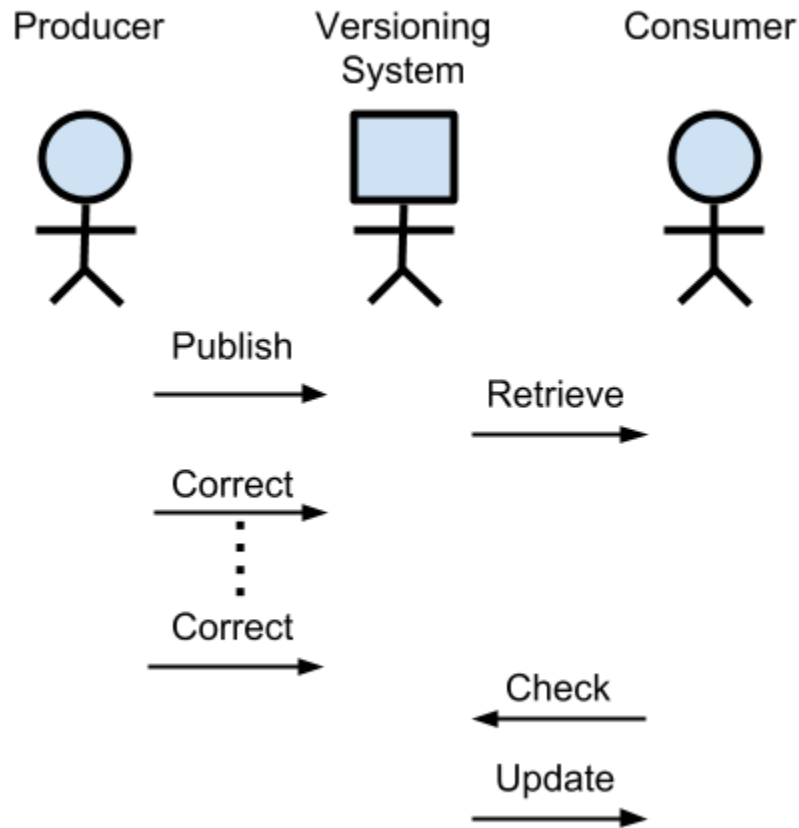 Producer
Versioning
System
Consumer
Publish
Retrieve
Correct
Correct
Check
Update